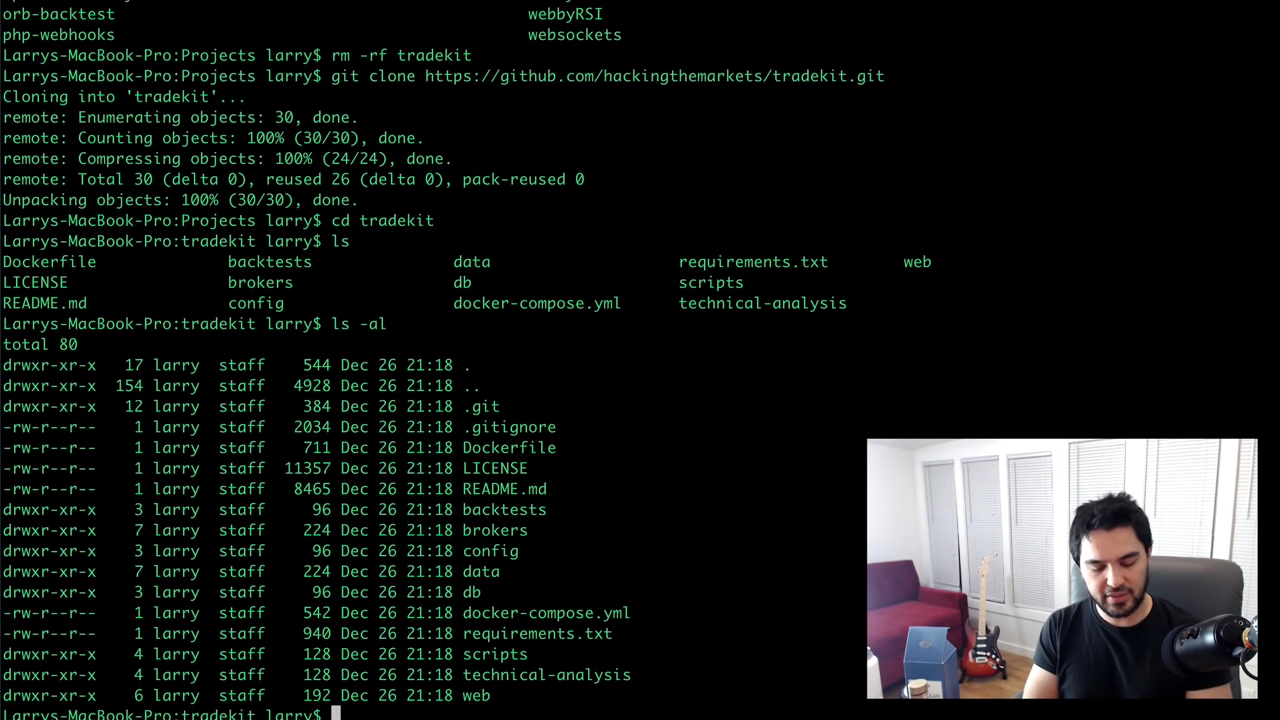 orb-backtest webbyRSI
php-webhooks websockets
Larrys-MacBook-Pro:Projects larry$ rm -rf tradekit
Larrys-MacBook-Pro:Projects larry$ git clone https://github.com/hackingthemarkets/tradekit.git
Cloning into 'tradekit'...
remote: Enumerating objects: 30, done.
remote: Counting objects: 100% (30/30), done.
remote: Compressing objects: 100% (24/24), done.
remote: Total 30 (delta 0), reused 26 (delta 0), pack-reused 0
Unpacking objects: 100% (30/30), done.
Larrys-MacBook-Pro:Projects larry$ cd tradekit
Larrys-MacBook-Pro:tradekit larry$ ls
Dockerfile backtests data requirements.txt web
LICENSE brokers db scripts
README.md config docker-compose.yml technical-analysis
Larrys-MacBook-Pro:tradekit larry$ ls -al
total 80
drwxr-xr-x 17 larry staff 544 Dec 26 21:18 .
drwxr-xr-x 154 larry staff 4928 Dec 26 21:18 ..
drwxr-xr-x 12 larry staff 384 Dec 26 21:18 .git
-rw-r--r-- 1 larry staff 2034 Dec 26 21:18 .gitignore
-rw-r--r-- 1 larry staff 711 Dec 26 21:18 Dockerfile
-rw-r--r-- 1 larry staff 11357 Dec 26 21:18 LICENSE
-rw-r--r-- 1 larry staff 8465 Dec 26 21:18 README.md
drwxr-xr-x 3 larry staff 96 Dec 26 21:18 backtests
drwxr-xr-x 7 larry staff 224 Dec 26 21:18 brokers
drwxr-xr-x 3 larry staff 96 Dec 26 21:18 config
drwxr-xr-x 7 larry staff 224 Dec 26 21:18 data
drwxr-xr-x 3 larry staff 96 Dec 26 21:18 db
-rw-r--r-- 1 larry staff 542 Dec 26 21:18 docker-compose.yml
-rw-r--r-- 1 larry staff 940 Dec 26 21:18 requirements.txt
drwxr-xr-x 4 larry staff 128 Dec 26 21:18 scripts
drwxr-xr-x 4 larry staff 128 Dec 26 21:18 technical-analysis
drwxr-xr-x 6 larry staff 192 Dec 26 21:18 web
Larrys-MacBook-Pro:tradekit larry$